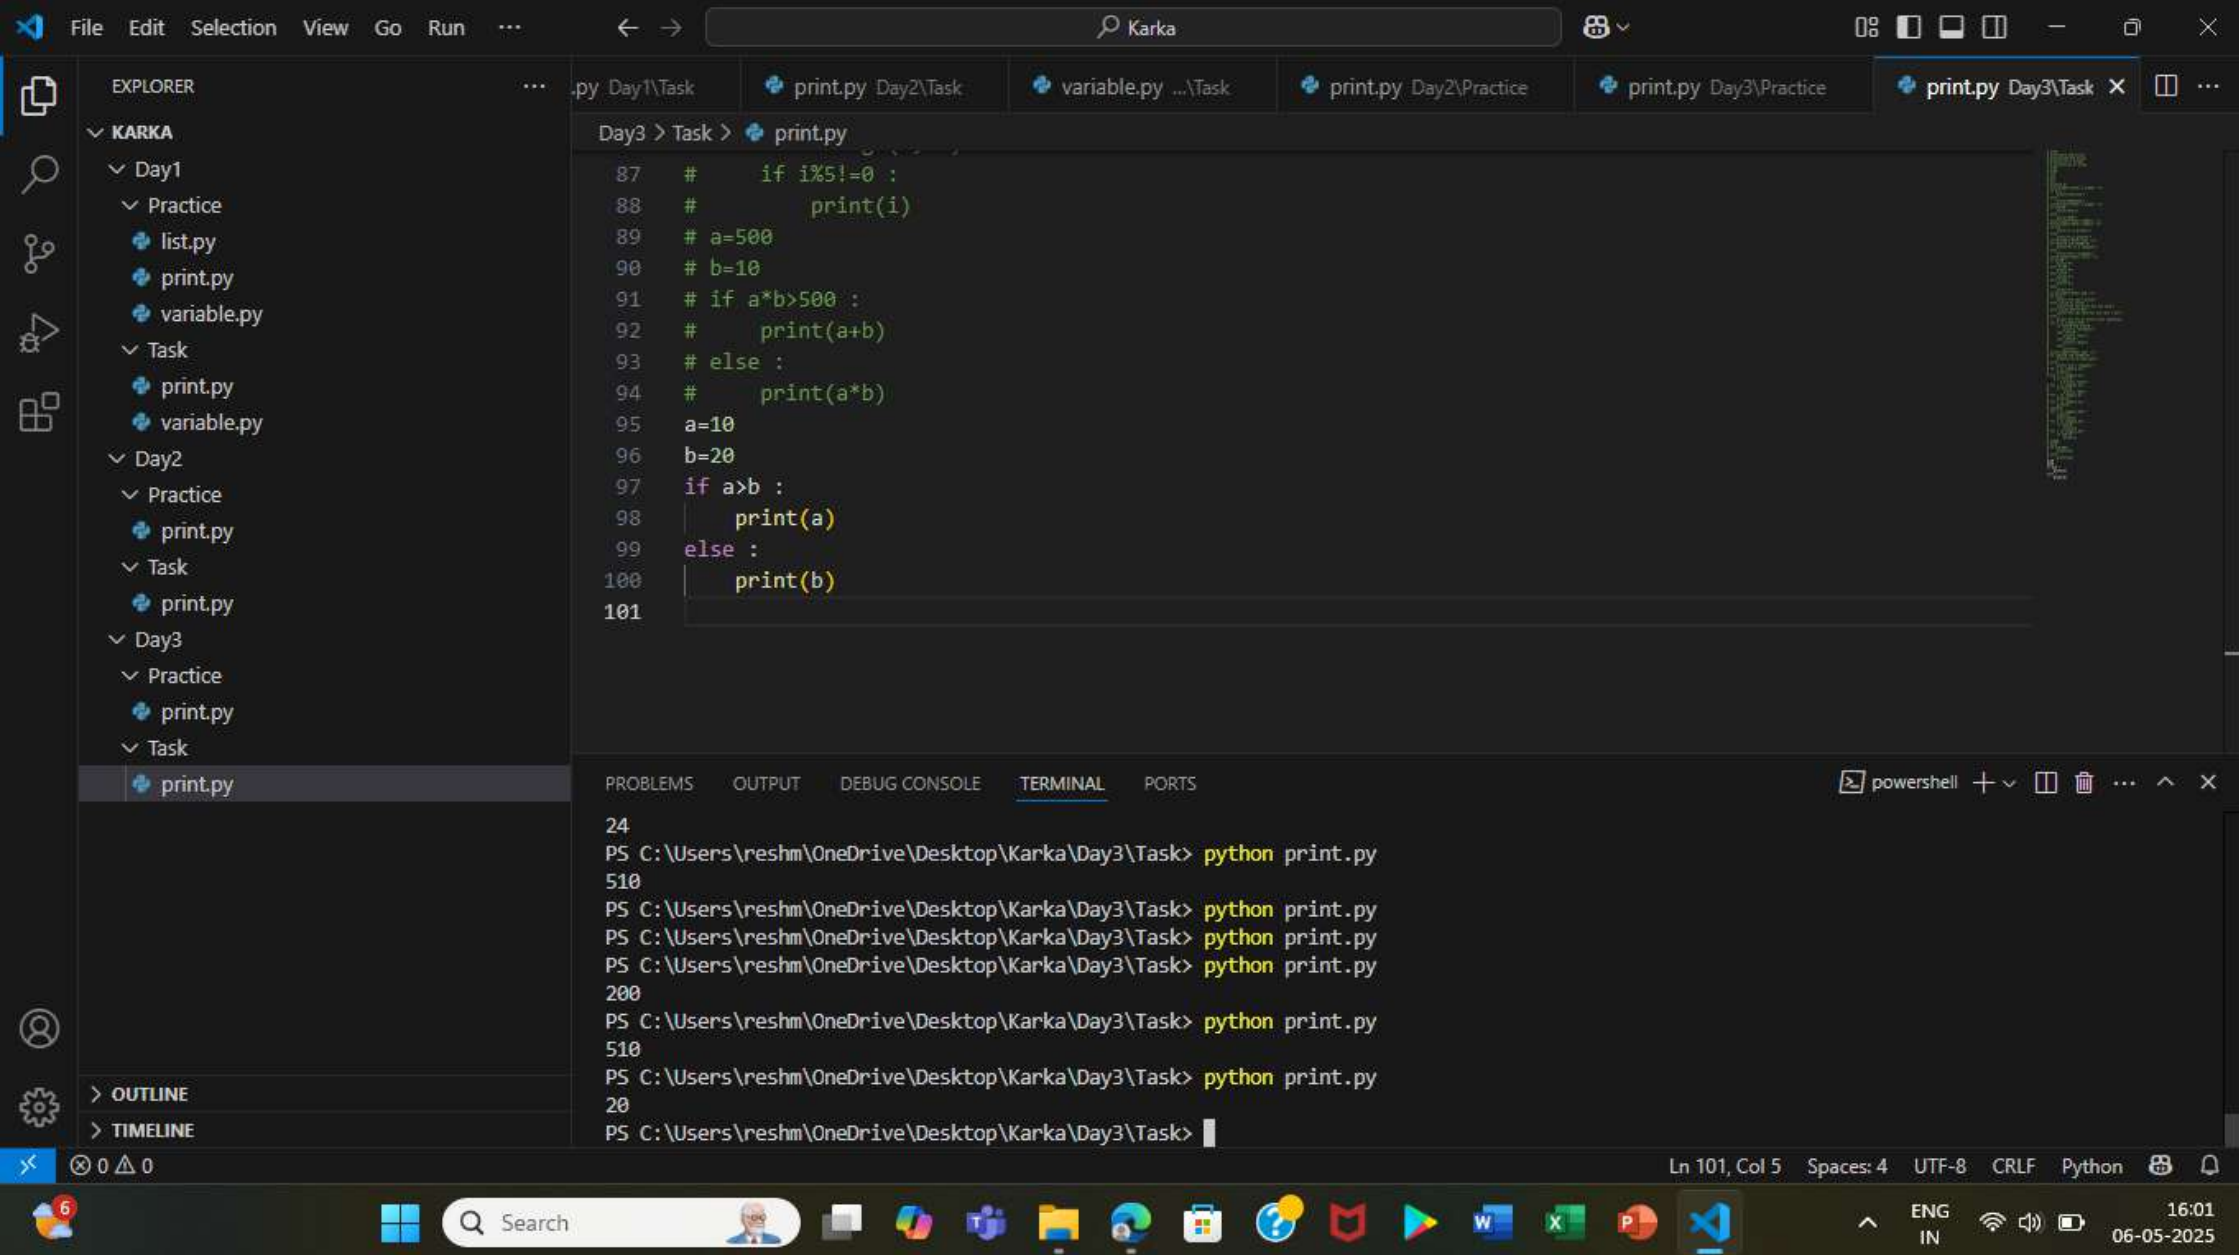 File Edit Selection View Go Run ···
Karka
EXPLORER ···
.py Day1\Task
print.py Day2\Task
variable.py ...\Task
print.py Day2\Practice
print.py Day3\Practice
print.py Day3\Task
Day3 > Task > print.py
KARKA
Day1
Practice
list.py
print.py
variable.py
Task
print.py
variable.py
Day2
Practice
print.py
Task
print.py
Day3
Practice
print.py
Task
print.py
OUTLINE
TIMELINE
87 #     if i%5!=0 :
88 #         print(i)
89 # a=500
90 # b=10
91 # if a*b>500 :
92 #     print(a+b)
93 # else :
94 #     print(a*b)
95 a=10
96 b=20
97 if a>b :
98     print(a)
99 else :
100     print(b)
101
PROBLEMS OUTPUT DEBUG CONSOLE TERMINAL PORTS
powershell
24
PS C:\Users\reshm\OneDrive\Desktop\Karka\Day3\Task> python print.py
510
PS C:\Users\reshm\OneDrive\Desktop\Karka\Day3\Task> python print.py
PS C:\Users\reshm\OneDrive\Desktop\Karka\Day3\Task> python print.py
PS C:\Users\reshm\OneDrive\Desktop\Karka\Day3\Task> python print.py
200
PS C:\Users\reshm\OneDrive\Desktop\Karka\Day3\Task> python print.py
510
PS C:\Users\reshm\OneDrive\Desktop\Karka\Day3\Task> python print.py
20
PS C:\Users\reshm\OneDrive\Desktop\Karka\Day3\Task>
0 0
Ln 101, Col 5 Spaces: 4 UTF-8 CRLF Python
6
Search
ENG
IN
16:01
06-05-2025